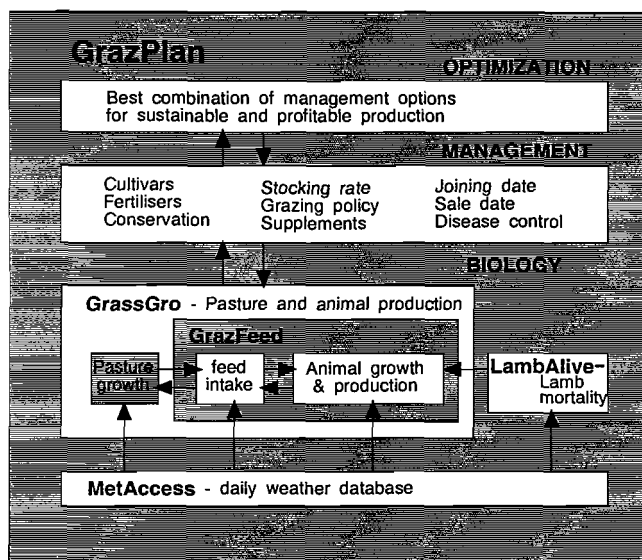 GrazPlan
OPTIMIZATION
Best combination of management options
for sustainable and profitable production
MANAGEMENT
Cultivars
Fertilisers
Conservation
Stocking rate
Grazing policy
Supplements
Joining date
Sale date
Disease control
BIOLOGY
GrassGro - Pasture and animal production
GrazFeed
Pasture
growth
feed
intake
Animal growth
& production
LambAlive-
Lamb
mortality
MetAccess - daily weather database